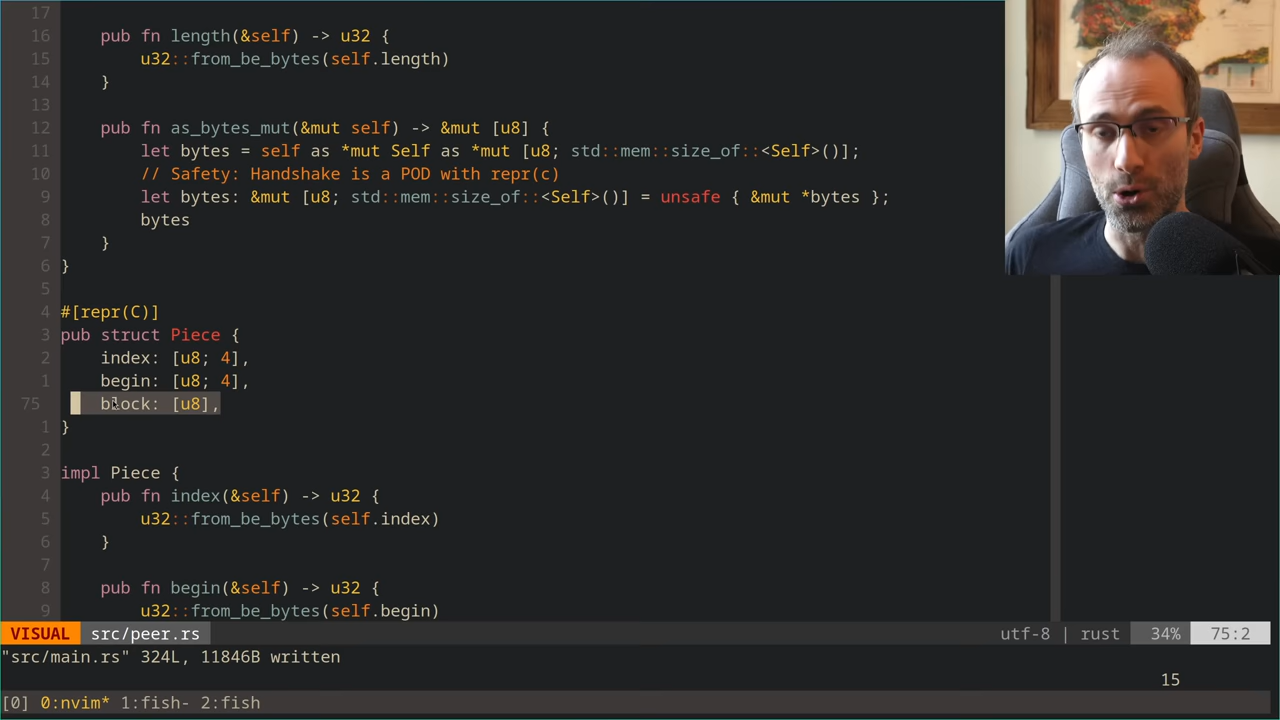 17
16 pub fn length(&self) -> u32 {
15 u32::from_be_bytes(self.length)
14 }
13
12 pub fn as_bytes_mut(&mut self) -> &mut [u8] {
11 let bytes = self as *mut Self as *mut [u8; std::mem::size_of::<Self>()];
10 // Safety: Handshake is a POD with repr(c)
9 let bytes: &mut [u8; std::mem::size_of::<Self>()] = unsafe { &mut *bytes };
8 bytes
7 }
6 }
5
4 #[repr(C)]
3 pub struct Piece {
2 index: [u8; 4],
1 begin: [u8; 4],
75 block: [u8],
1 }
2
3 impl Piece {
4 pub fn index(&self) -> u32 {
5 u32::from_be_bytes(self.index)
6 }
7
8 pub fn begin(&self) -> u32 {
9 u32::from_be_bytes(self.begin)
VISUAL src/peer.rs utf-8 | rust 34% 75:2
"src/main.rs" 324L, 11846B written
15
[0] 0:nvim* 1:fish- 2:fish